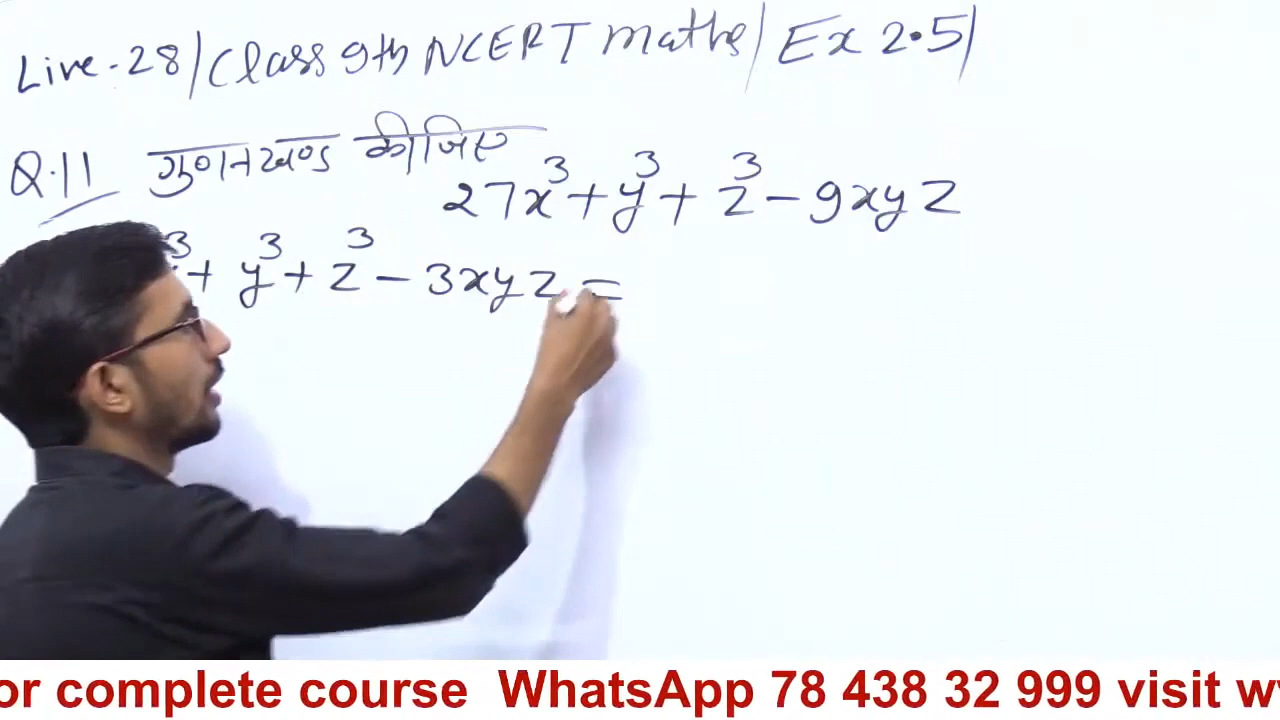 Live-28/Class 9th NCERT maths/Ex 2.5/
Q.11 गुणनखण्ड कीजिए
27x³+y³+z³-9xyz
³+y³+z³-3xyz=
or complete course WhatsApp 78 438 32 999 visit w